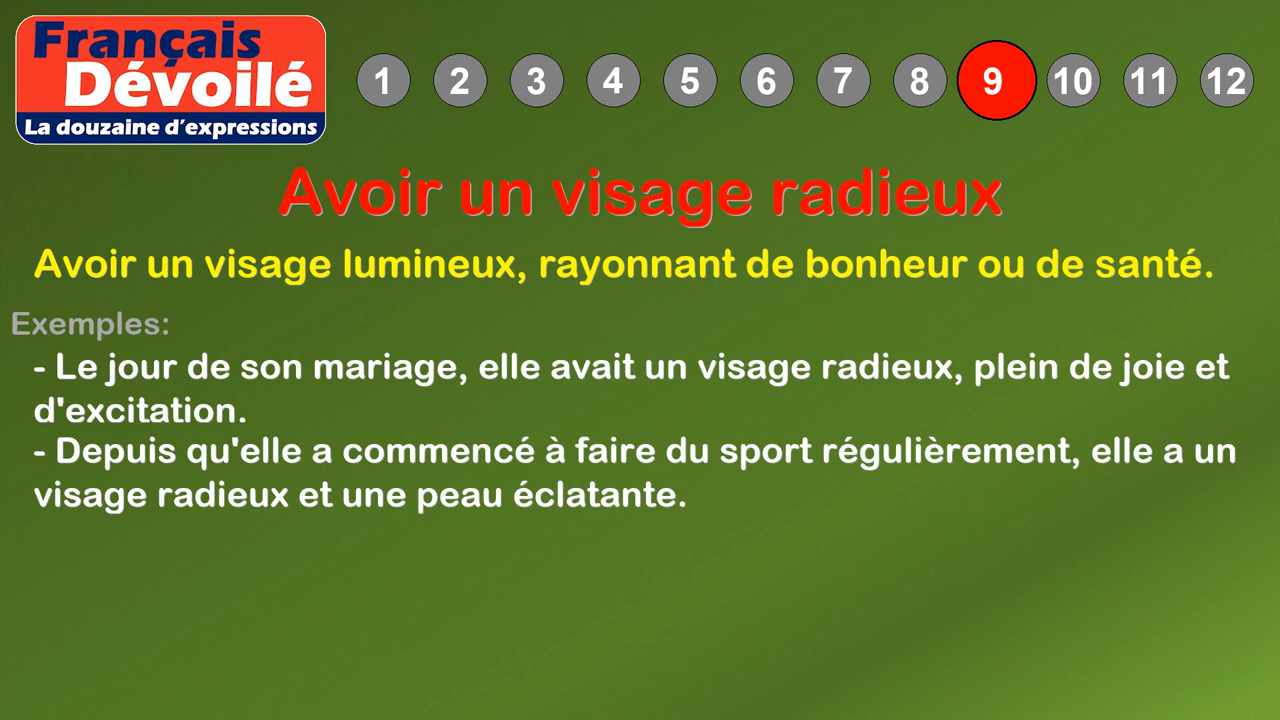 Français
Dévoilé
La douzaine d'expressions
1 2 3 4 5 6 7 8 9 10 11 12
Avoir un visage radieux
Avoir un visage lumineux, rayonnant de bonheur ou de santé.
Exemples:
- Le jour de son mariage, elle avait un visage radieux, plein de joie et
d'excitation.
- Depuis qu'elle a commencé à faire du sport régulièrement, elle a un
visage radieux et une peau éclatante.